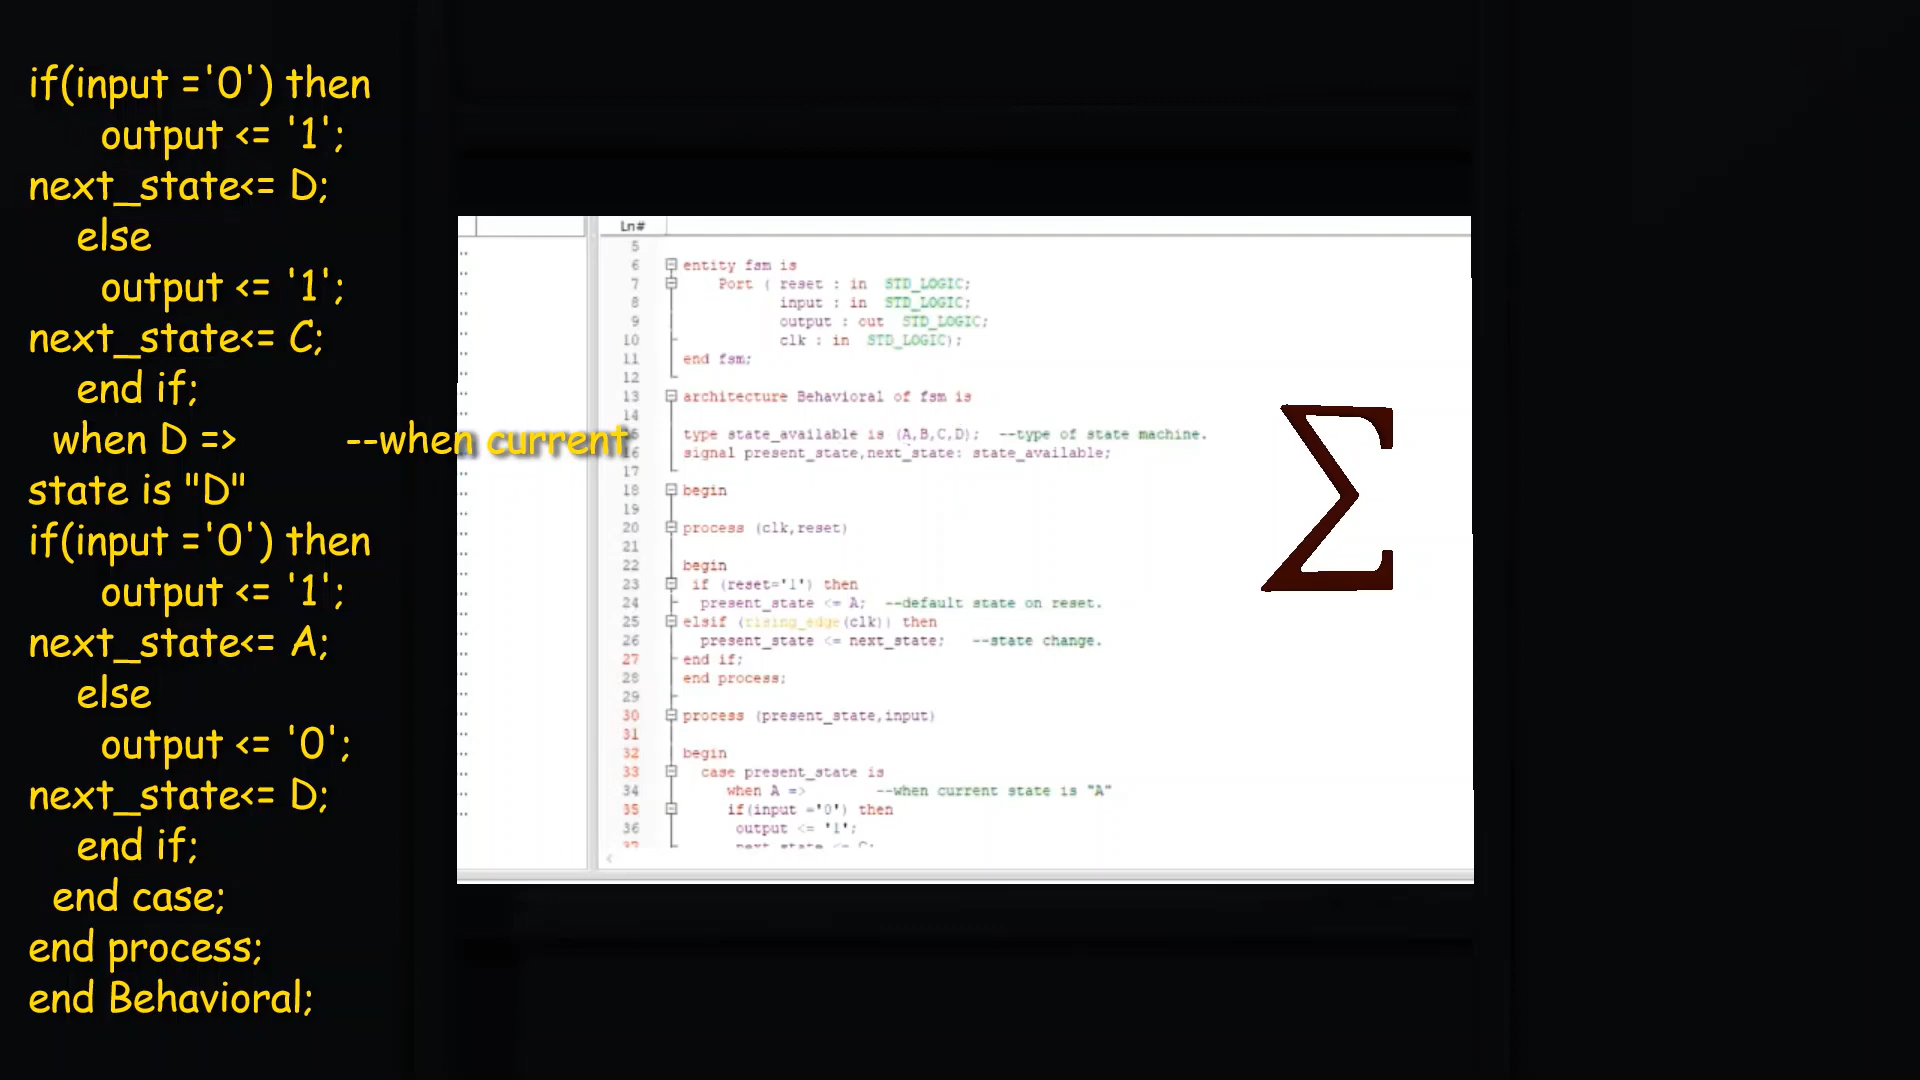 if(input ='0') then
output <= '1';
next_state<= D;
else
output <= '1';
next_state<= C;
end if;
when D => --when current
state is "D"
if(input ='0') then
output <= '1';
next_state<= A;
else
output <= '0';
next_state<= D;
end if;
end case;
end process;
end Behavioral;
Ln#
5
6 entity fsm is
7 Port ( reset : in STD_LOGIC;
8 input : in STD_LOGIC;
9 output : out STD_LOGIC;
10 clk : in STD_LOGIC);
11 end fsm;
12
13 architecture Behavioral of fsm is
14
type state_available is (A,B,C,D); --type of state machine.
16 signal present_state,next_state: state_available;
17
18 begin
19
20 process (clk,reset)
21
22 begin
23 if (reset='1') then
24 present_state <= A; --default state on reset.
25 elsif (rising_edge(clk)) then
26 present_state <= next_state; --state change.
27 end if;
28 end process;
29
30 process (present_state,input)
31
32 begin
33 case present_state is
34 when A => --when current state is "A"
35 if(input ='0') then
36 output <= '1';
37 next_state <= C;
Σ